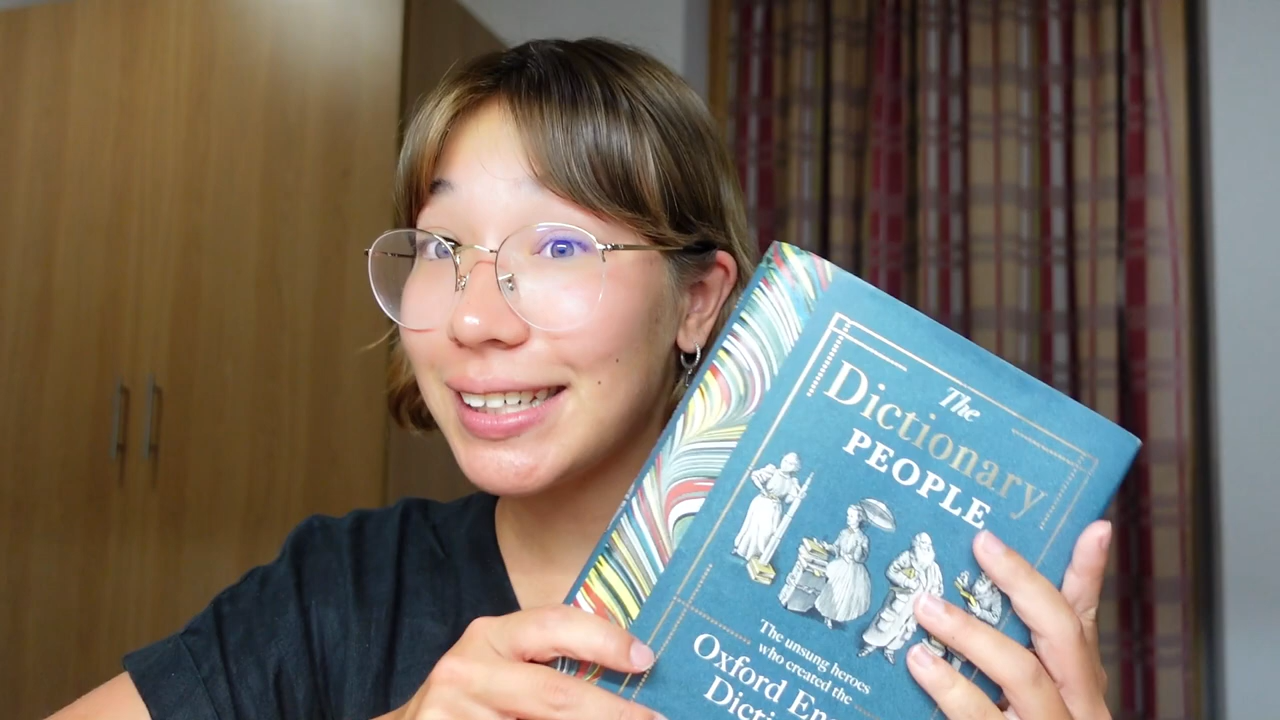 The
Dictionary
PEOPLE
The unsung heroes
who created the
Oxford